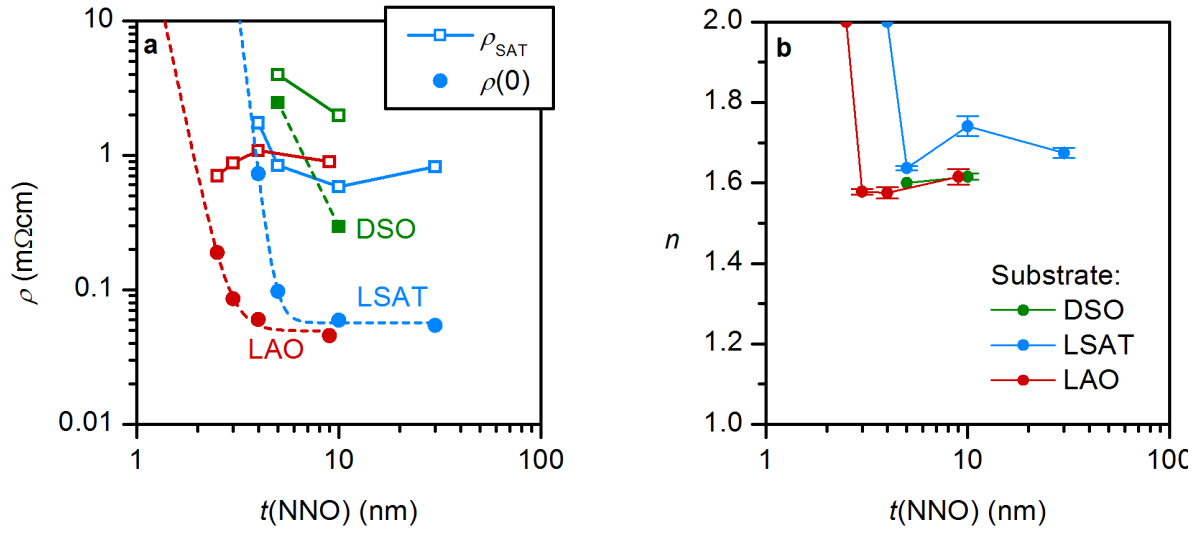 a
10
1
0.1
0.01
ρ (mΩcm)
1
10
100
t(NNO) (nm)
ρSAT
ρ(0)
DSO
LSAT
LAO
b
2.0
1.8
1.6
1.4
1.2
1.0
n
1
10
100
t(NNO) (nm)
Substrate:
DSO
LSAT
LAO